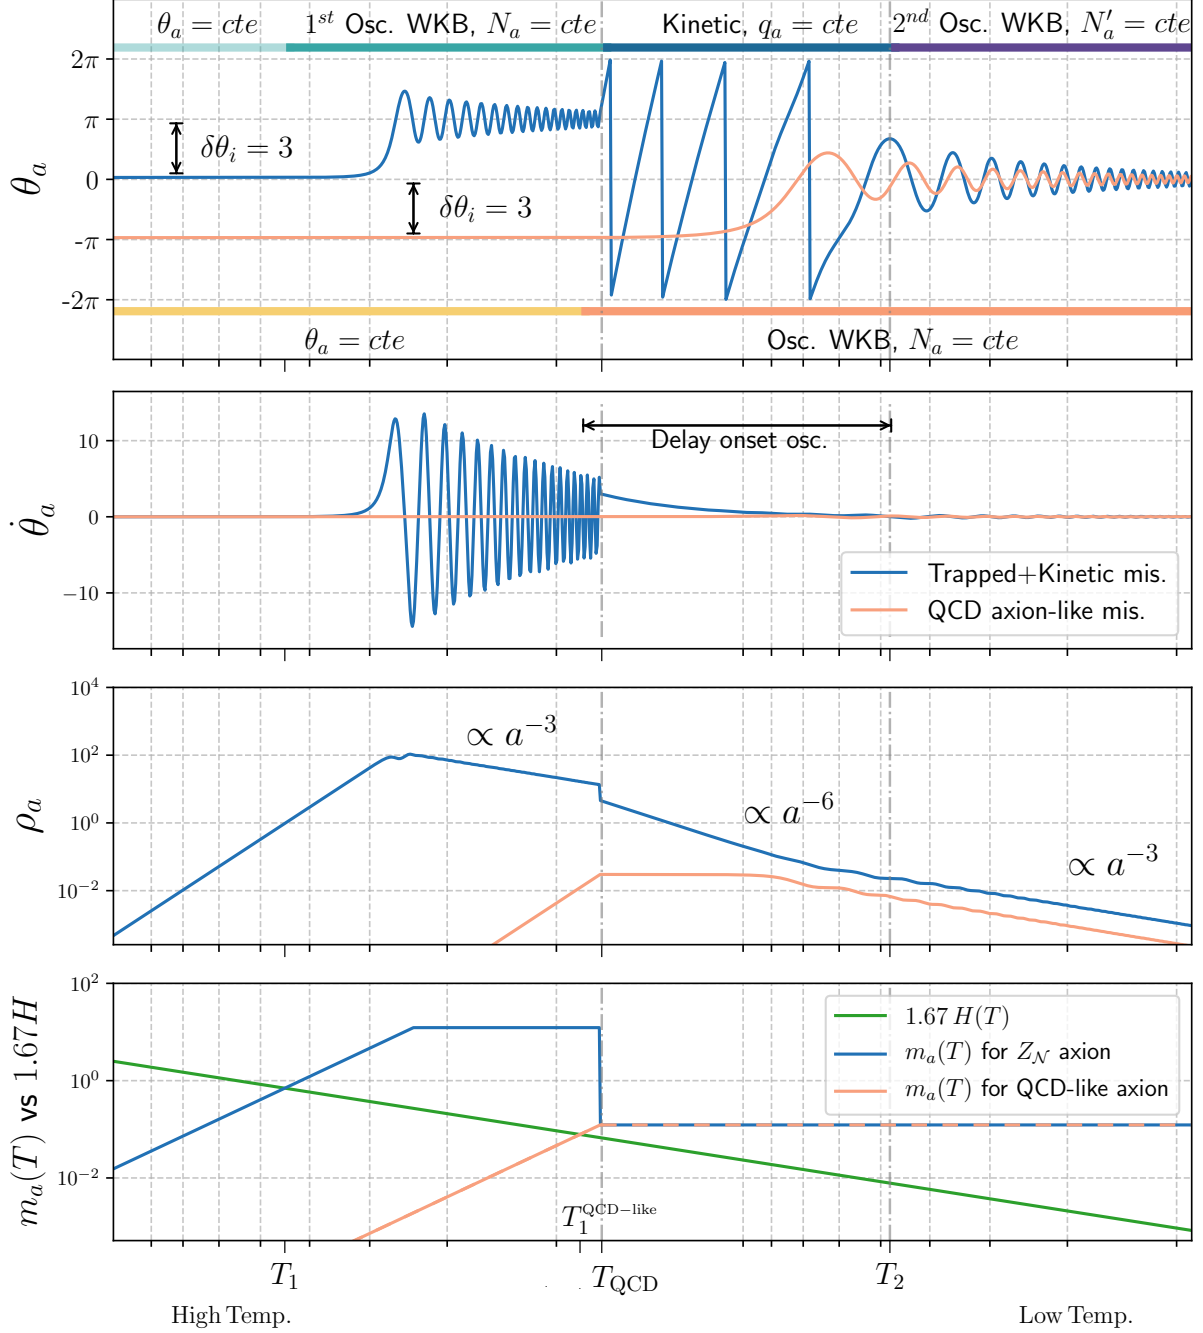 θ_a = cte
1^st Osc. WKB, N_a = cte
Kinetic, q_a = cte
2^nd Osc. WKB, N'_a = cte
2π
π
0
-π
-2π
θ_a
δθ_i = 3
δθ_i = 3
θ_a = cte
Osc. WKB, N_a = cte
10
0
−10
θ̇_a
Delay onset osc.
Trapped+Kinetic mis.
QCD axion-like mis.
10^4
10^2
10^0
10^−2
ρ_a
∝ a^−3
∝ a^−6
∝ a^−3
10^2
10^0
10^−2
m_a(T) vs 1.67H
1.67 H(T)
m_a(T) for Z_𝒩 axion
m_a(T) for QCD-like axion
T_1^QCD−like
T_1
T_QCD
T_2
High Temp.
Low Temp.